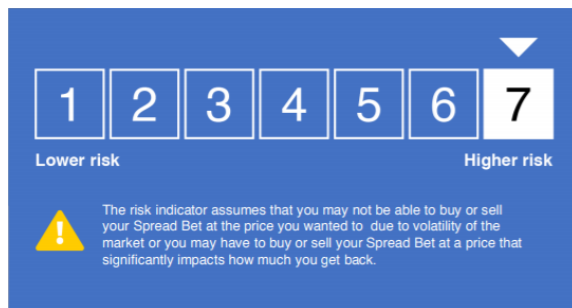 1 2 3 4 5 6 7
Lower risk Higher risk
The risk indicator assumes that you may not be able to buy or sell
your Spread Bet at the price you wanted to due to volatility of the
market or you may have to buy or sell your Spread Bet at a price that
significantly impacts how much you get back.